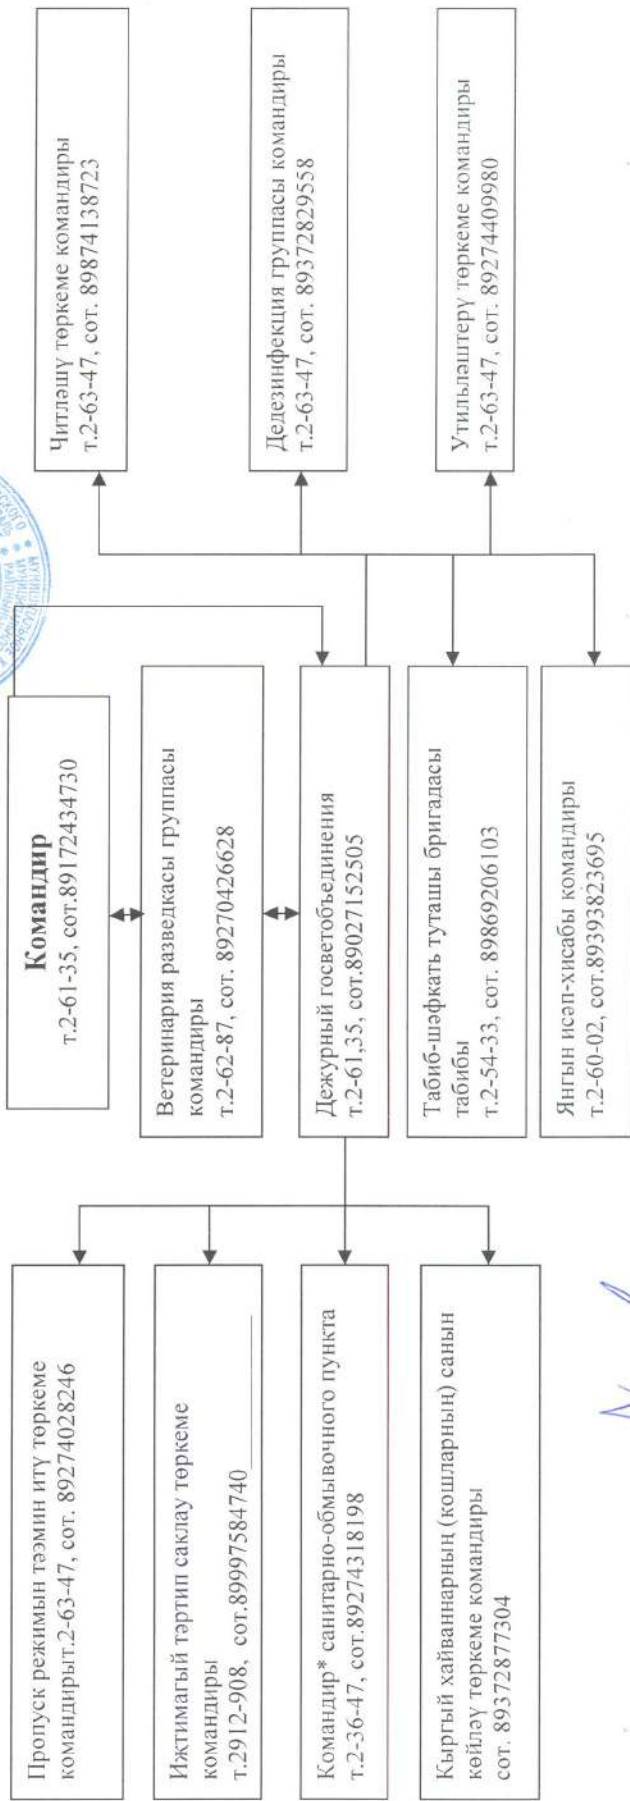 Командир
т.2-61-35, сот.89172434730
Ветеринария разведкасы группасы
командиры
т.2-62-87, сот. 89270426628
Дежурный госветобъединения
т.2-61,35, сот.89027152505
Табиб-шәфкать туташы бригадасы
табибы
т.2-54-33, сот. 89869206103
Янгын исәп-хисабы командиры
т.2-60-02, сот.89393823695
Пропуск режимын тәэмин итү төркеме
командирыт.2-63-47, сот. 89274028246
Иҗтимагый тәртип саклау төркеме
командиры
т.2912-908, сот.89997584740
Командир* санитарно-обмывочного пункта
т.2-36-47, сот.89274318198
Кыргый хайваннарның (кошларның) санын
көйләү төркеме командиры
сот. 89372877304
Читләшү төркеме командиры
т.2-63-47, сот. 89874138723
Дедезинфекция группасы командиры
т.2-63-47, сот. 89372829558
Утильләштерү төркеме командиры
т.2-63-47, сот. 89274409980